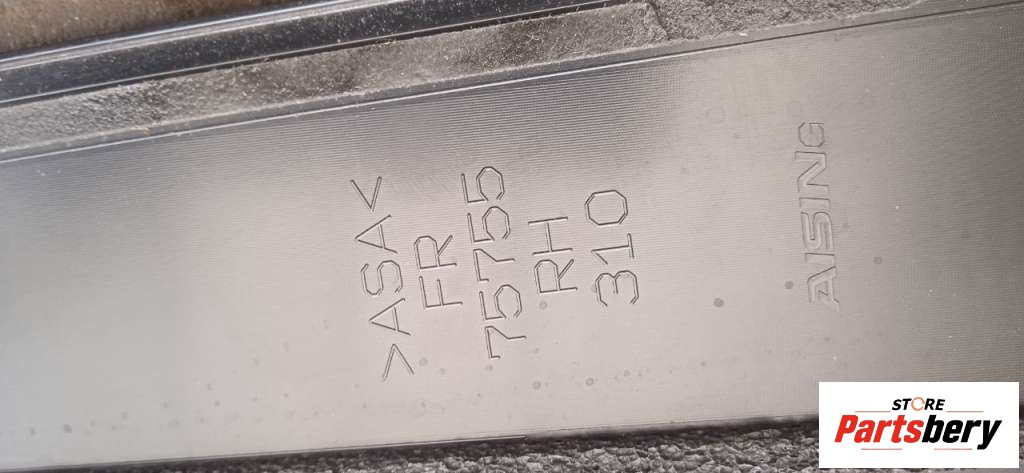 >ASA<
FR
75755
RH
310
AISIN
STORE
Partsbery